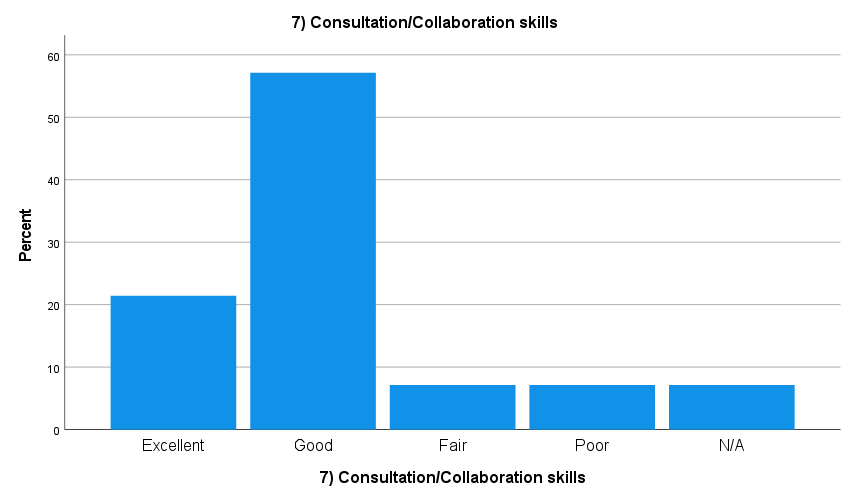 7) Consultation/Collaboration skills
Percent
60
50
40
30
20
10
0
Excellent Good Fair Poor N/A
7) Consultation/Collaboration skills